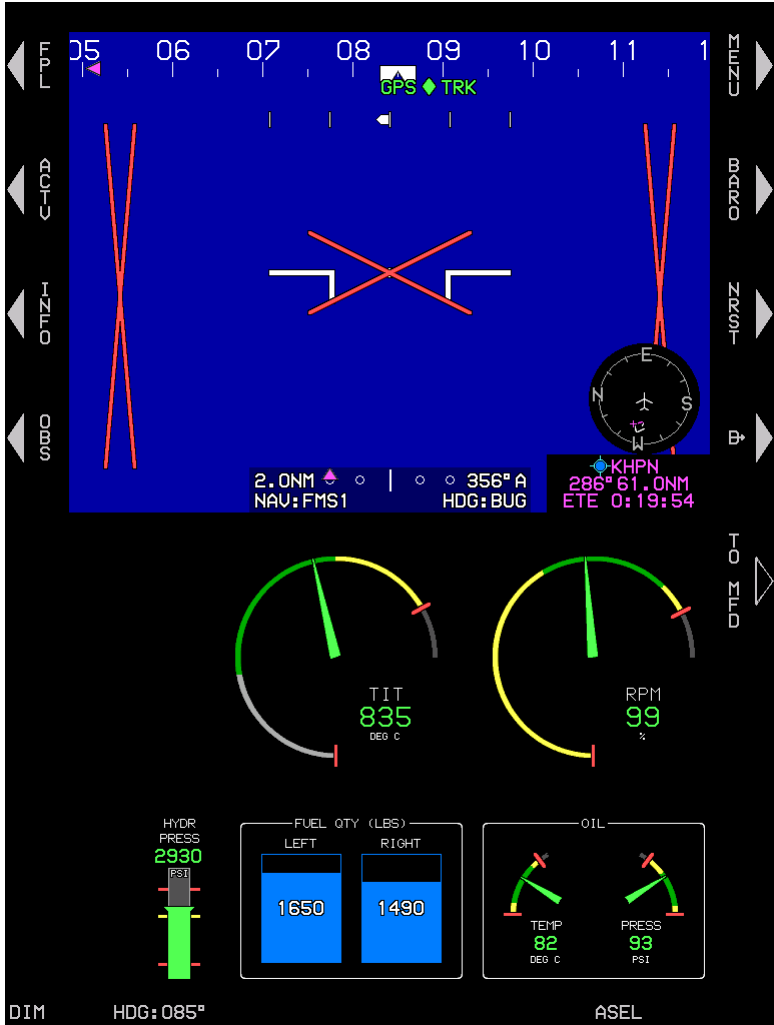 05 06 07 08 09 10 11 1
FPL
MENU
GPS TRK
ACTV
BARO
INFO
NRST
E
N
S
W
OBS
D
2.0NM 356° A
NAV:FMS1 HDG:BUG
KHPN
286° 61.0NM
ETE 0:19:54
TO MFD
TIT
835
DEG C
RPM
99
%
HYDR
PRESS
2930
PSI
FUEL QTY (LBS)
LEFT RIGHT
1650 1490
OIL
TEMP PRESS
82 93
DEG C PSI
DIM HDG:085° ASEL